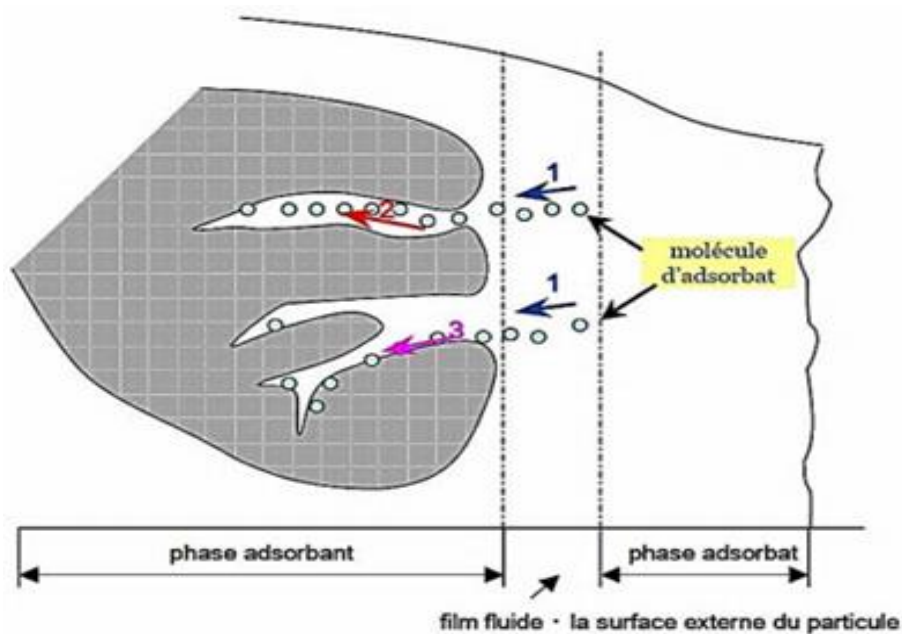 1
2
molécule
d'adsorbat
1
3
phase adsorbant
phase adsorbat
film fluide · la surface externe du particule